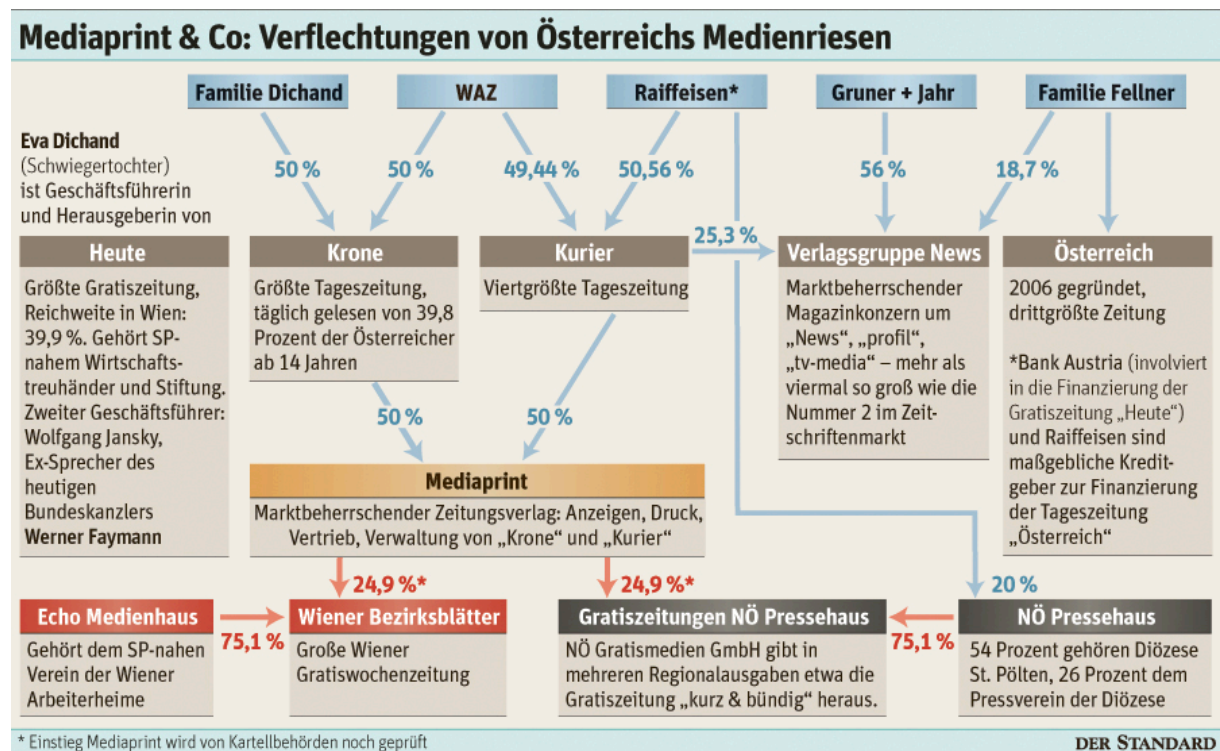 Mediaprint & Co: Verflechtungen von Österreichs Medienriesen
Familie Dichand
WAZ
Raiffeisen*
Gruner + Jahr
Familie Fellner
Eva Dichand
(Schwiegertochter)
ist Geschäftsführerin
und Herausgeberin von
50 %
50 %
49,44 %
50,56 %
56 %
18,7 %
25,3 %
Heute
Größte Gratiszeitung,
Reichweite in Wien:
39,9 %. Gehört SP-
nahem Wirtschafts-
treuhänder und Stiftung.
Zweiter Geschäftsführer:
Wolfgang Jansky,
Ex-Sprecher des
heutigen
Bundeskanzlers
Werner Faymann
Krone
Größte Tageszeitung,
täglich gelesen von 39,8
Prozent der Österreicher
ab 14 Jahren
Kurier
Viertgrößte Tageszeitung
Verlagsgruppe News
Marktbeherrschender
Magazinkonzern um
„News“, „profil“,
„tv-media“ – mehr als
viermal so groß wie die
Nummer 2 im Zeit-
schriftenmarkt
Österreich
2006 gegründet,
drittgrößte Zeitung
*Bank Austria (involviert
in die Finanzierung der
Gratiszeitung „Heute“)
und Raiffeisen sind
maßgebliche Kredit-
geber zur Finanzierung
der Tageszeitung
„Österreich“
50 %
50 %
Mediaprint
Marktbeherrschender Zeitungsverlag: Anzeigen, Druck,
Vertrieb, Verwaltung von „Krone“ und „Kurier“
24,9 %*
24,9 %*
20 %
Echo Medienhaus
Gehört dem SP-nahen
Verein der Wiener
Arbeiterheime
75,1 %
Wiener Bezirksblätter
Große Wiener
Gratiswochenzeitung
Gratiszeitungen NÖ Pressehaus
NÖ Gratismedien GmbH gibt in
mehreren Regionalausgaben etwa die
Gratiszeitung „kurz & bündig“ heraus.
75,1 %
NÖ Pressehaus
54 Prozent gehören Diözese
St. Pölten, 26 Prozent dem
Pressverein der Diözese
* Einstieg Mediaprint wird von Kartellbehörden noch geprüft
DER STANDARD